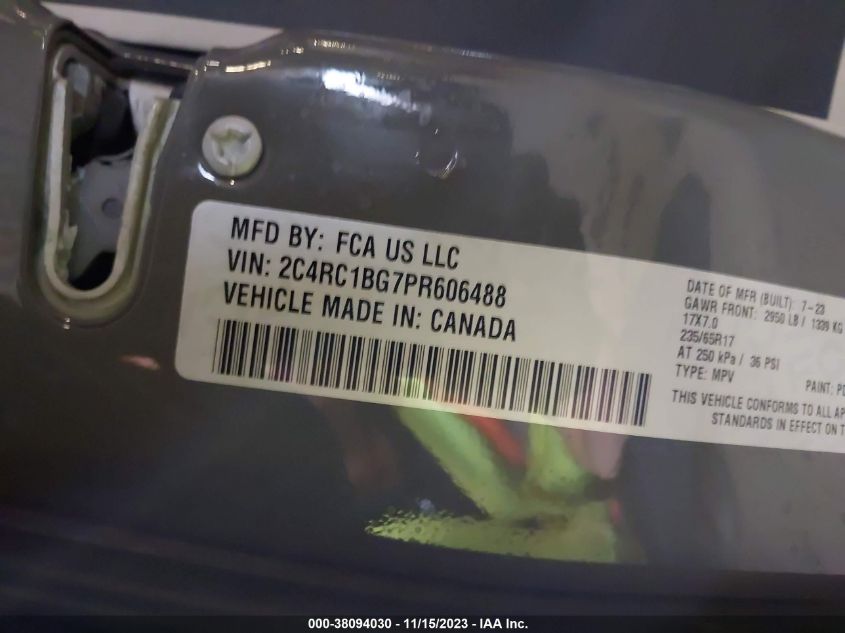 MFD BY: FCA US LLC
VIN: 2C4RC1BG7PR606488
VEHICLE MADE IN: CANADA
DATE OF MFR (BUILT): 7-23
GAWR FRONT: 2950 LB / 1339 KG
17X7.0
235/65R17
AT 250 kPa / 36 PSI
TYPE: MPV
PAINT:
THIS VEHICLE CONFORMS TO ALL
STANDARDS IN EFFECT ON
000-38094030 - 11/15/2023 - IAA Inc.